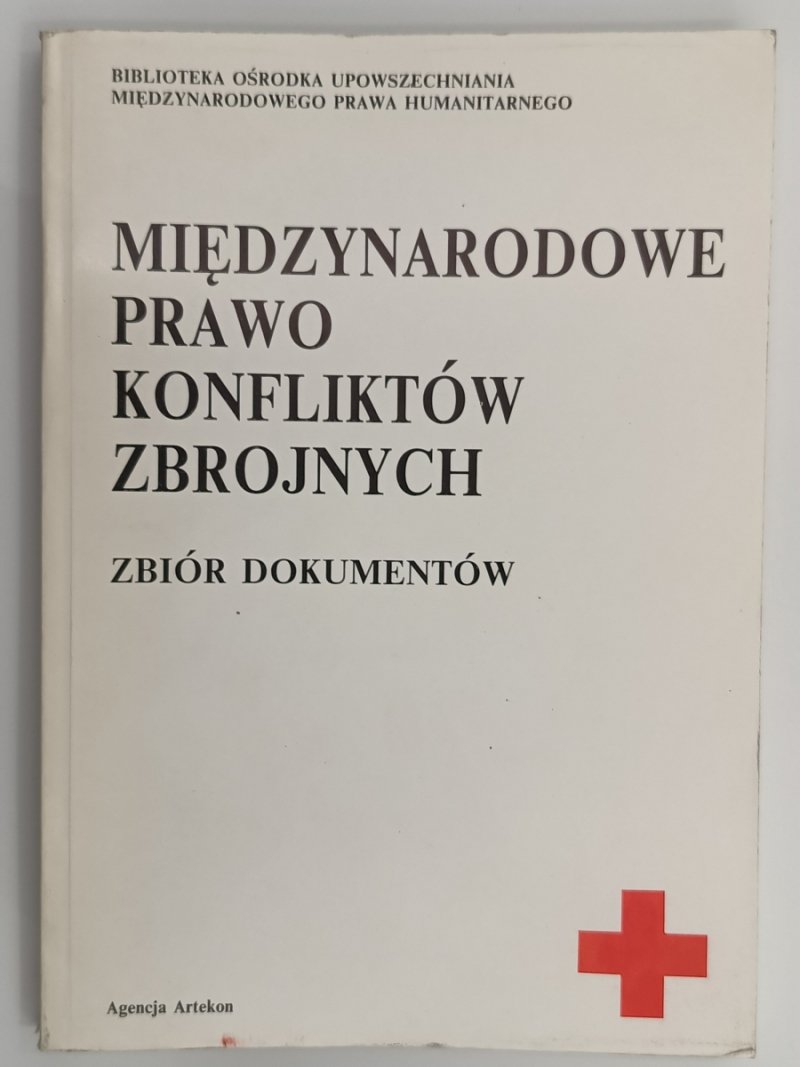 BIBLIOTEKA OŚRODKA UPOWSZECHNIANIA
MIĘDZYNARODOWEGO PRAWA HUMANITARNEGO
MIĘDZYNARODOWE
PRAWO
KONFLIKTÓW
ZBROJNYCH
ZBIÓR DOKUMENTÓW
Agencja Artekon